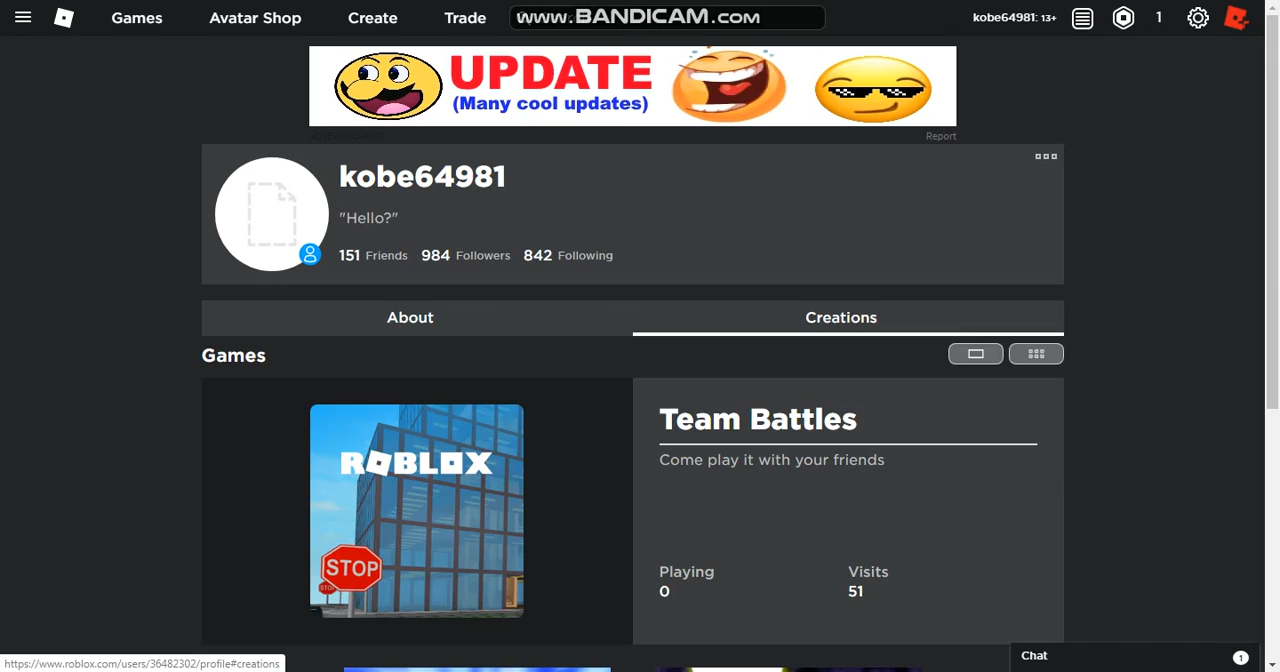 Games
Avatar Shop
Create
Trade
www.BANDICAM.com
kobe64981: 13+
1
UPDATE
(Many cool updates)
ADVERTISEMENT
Report
kobe64981
"Hello?"
151 Friends 984 Followers 842 Following
About
Creations
Games
ROBLOX
STOP
STOP
Team Battles
Come play it with your friends
Playing
0
Visits
51
https://www.roblox.com/users/36482302/profile#creations
Chat
1